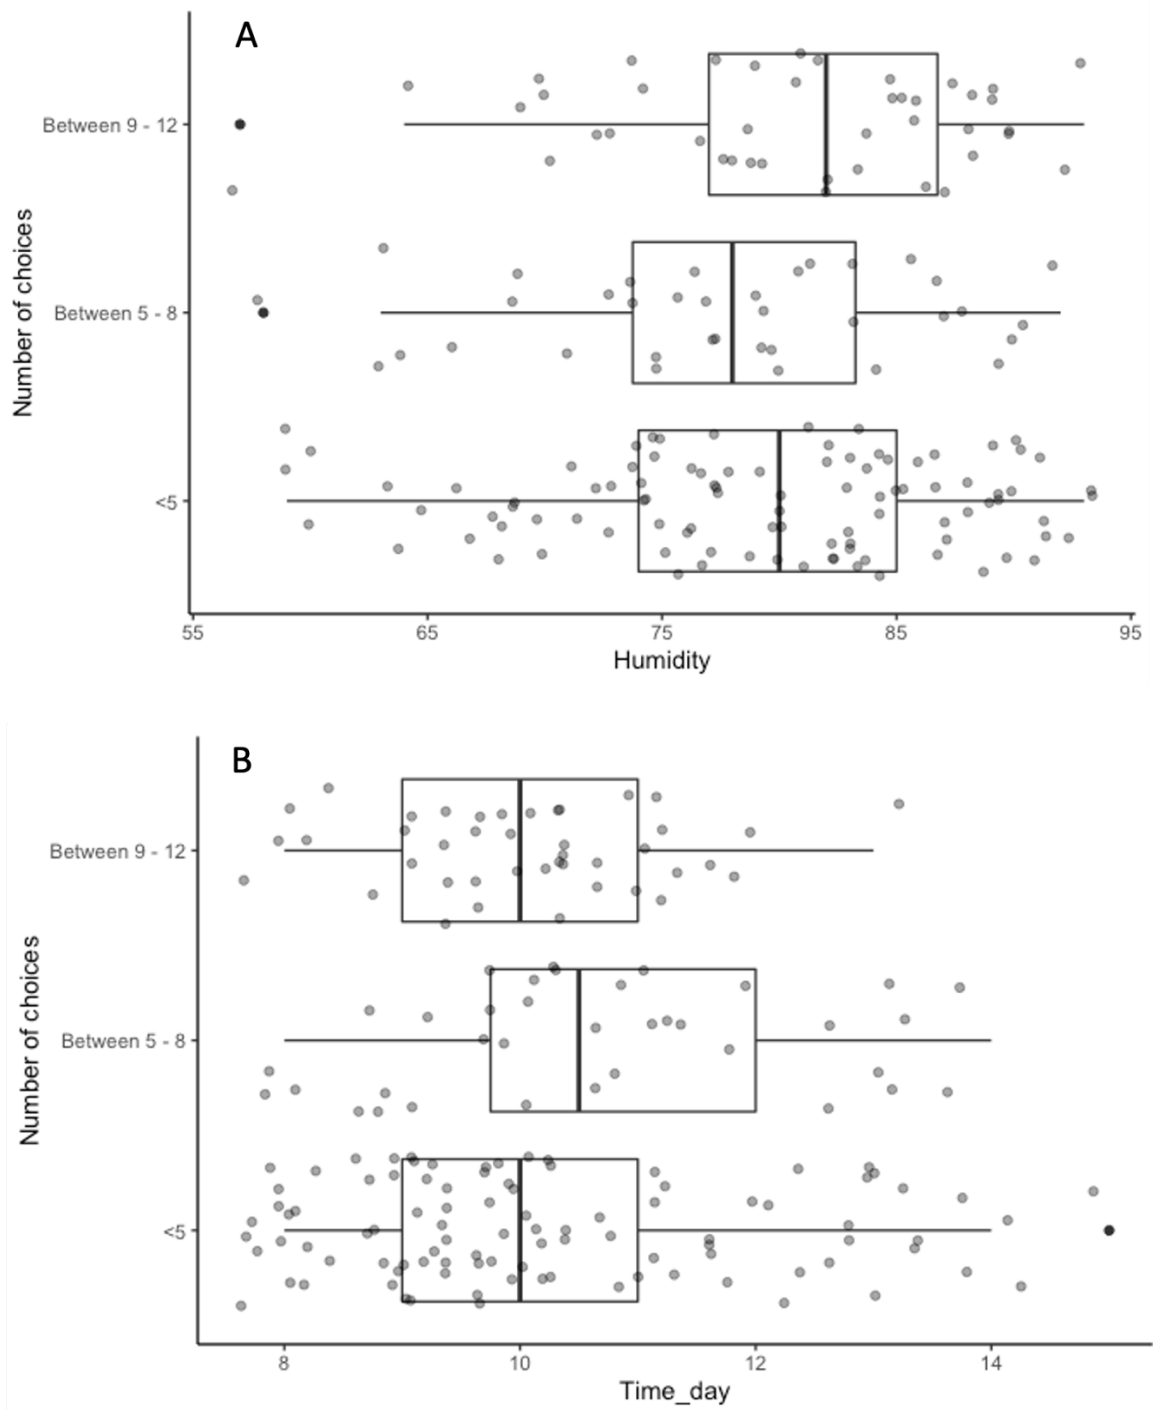 A
Number of choices
Between 9 - 12
Between 5 - 8
<5
55 65 75 85 95
Humidity
B
Number of choices
Between 9 - 12
Between 5 - 8
<5
8 10 12 14
Time_day